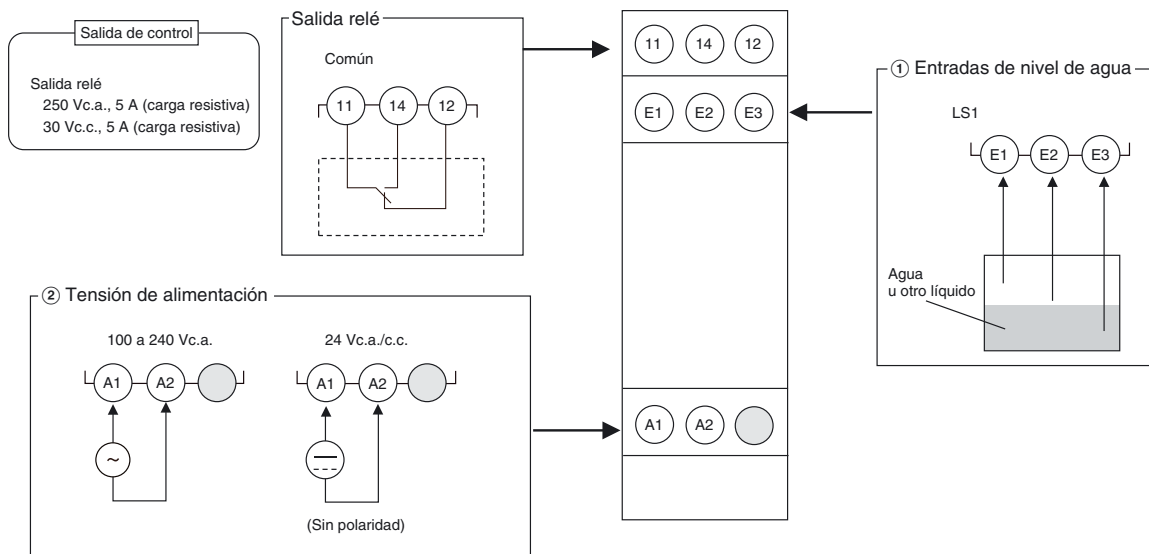 Salida de control
Salida relé
250 Vc.a., 5 A (carga resistiva)
30 Vc.c., 5 A (carga resistiva)
Salida relé
Común
11 14 12
11 14 12
E1 E2 E3
① Entradas de nivel de agua
LS1
E1 E2 E3
Agua
u otro líquido
② Tensión de alimentación
100 a 240 Vc.a.
A1 A2
~
24 Vc.a./c.c.
A1 A2
(Sin polaridad)
A1 A2